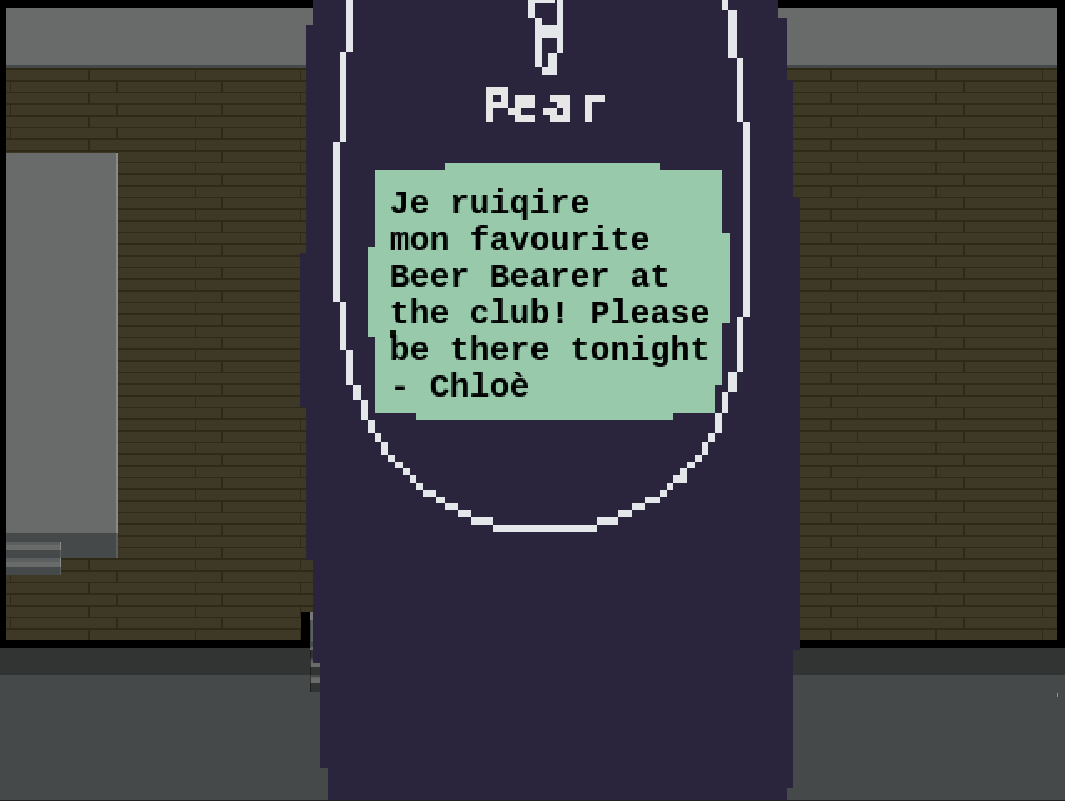 Pear
Je ruiqire
mon favourite
Beer Bearer at
the club! Please
be there tonight
- Chloè